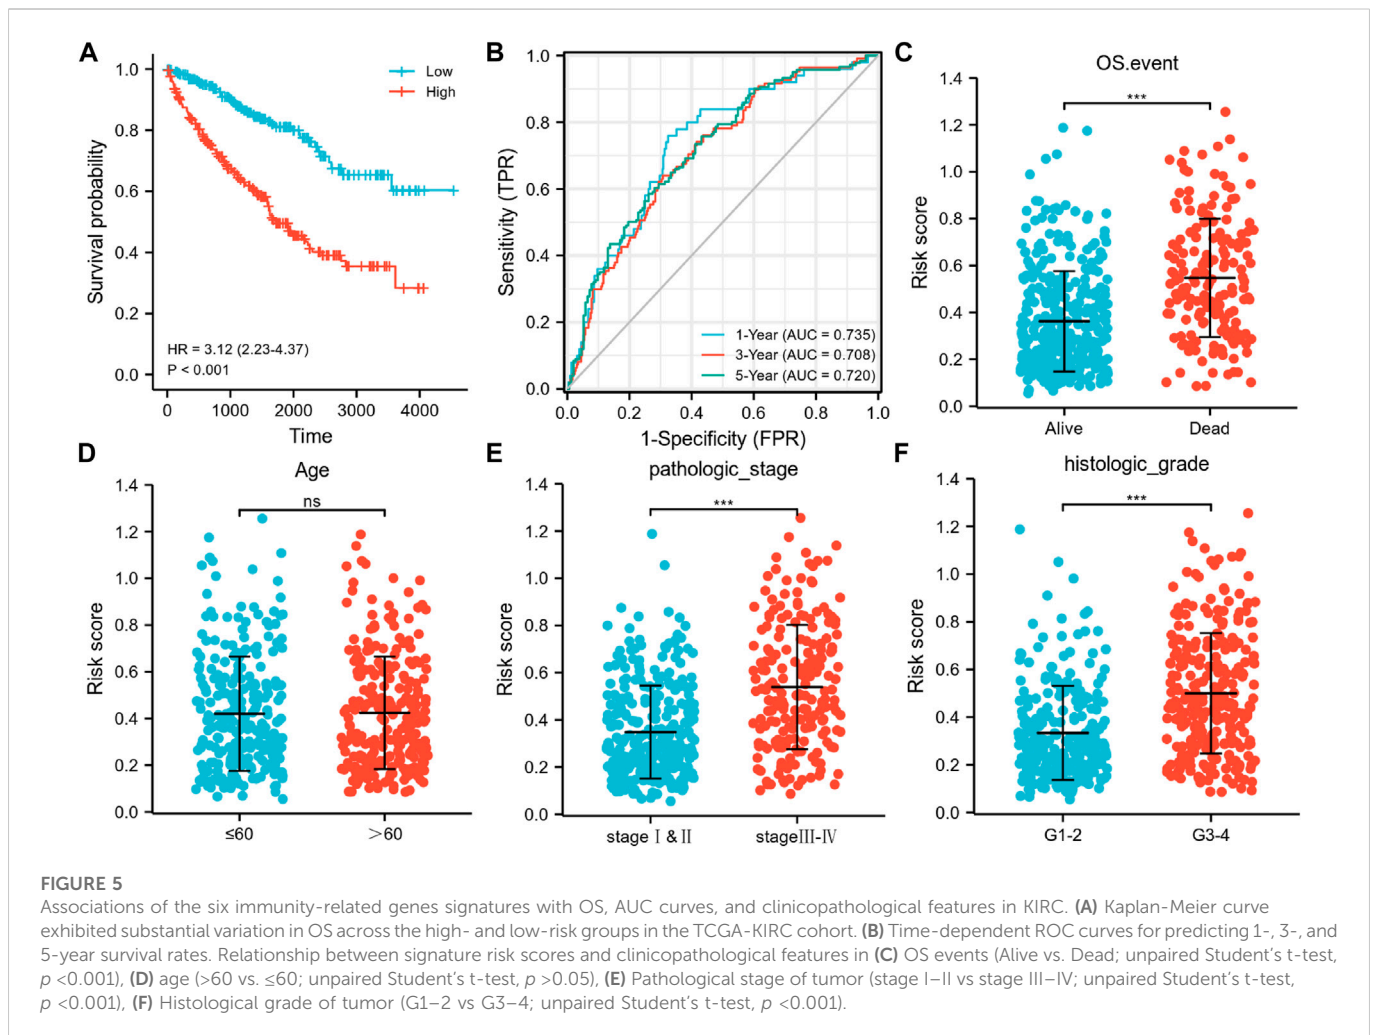 A
1.0
0.8
0.6
0.4
0.2
0.0
Survival probability
Low
High
HR = 3.12 (2.23-4.37)
P < 0.001
0 1000 2000 3000 4000
Time
B
1.0
0.8
0.6
0.4
0.2
0.0
Sensitivity (TPR)
1-Year (AUC = 0.735)
3-Year (AUC = 0.708)
5-Year (AUC = 0.720)
0.0 0.2 0.4 0.6 0.8 1.0
1-Specificity (FPR)
C
OS.event
***
1.4
1.2
1.0
0.8
0.6
0.4
0.2
0.0
Risk score
Alive Dead
D
Age
ns
1.4
1.2
1.0
0.8
0.6
0.4
0.2
0.0
Risk score
≤60 >60
E
pathologic_stage
***
1.4
1.2
1.0
0.8
0.6
0.4
0.2
0.0
Risk score
stage Ⅰ & Ⅱ stageⅢ-Ⅳ
F
histologic_grade
***
1.4
1.2
1.0
0.8
0.6
0.4
0.2
0.0
Risk score
G1-2 G3-4
FIGURE 5
Associations of the six immunity-related genes signatures with OS, AUC curves, and clinicopathological features in KIRC. (A) Kaplan-Meier curve
exhibited substantial variation in OS across the high- and low-risk groups in the TCGA-KIRC cohort. (B) Time-dependent ROC curves for predicting 1-, 3-, and
5-year survival rates. Relationship between signature risk scores and clinicopathological features in (C) OS events (Alive vs. Dead; unpaired Student's t-test,
p <0.001), (D) age (>60 vs. ≤60; unpaired Student's t-test, p >0.05), (E) Pathological stage of tumor (stage I–II vs stage III–IV; unpaired Student's t-test,
p <0.001), (F) Histological grade of tumor (G1–2 vs G3–4; unpaired Student's t-test, p <0.001).